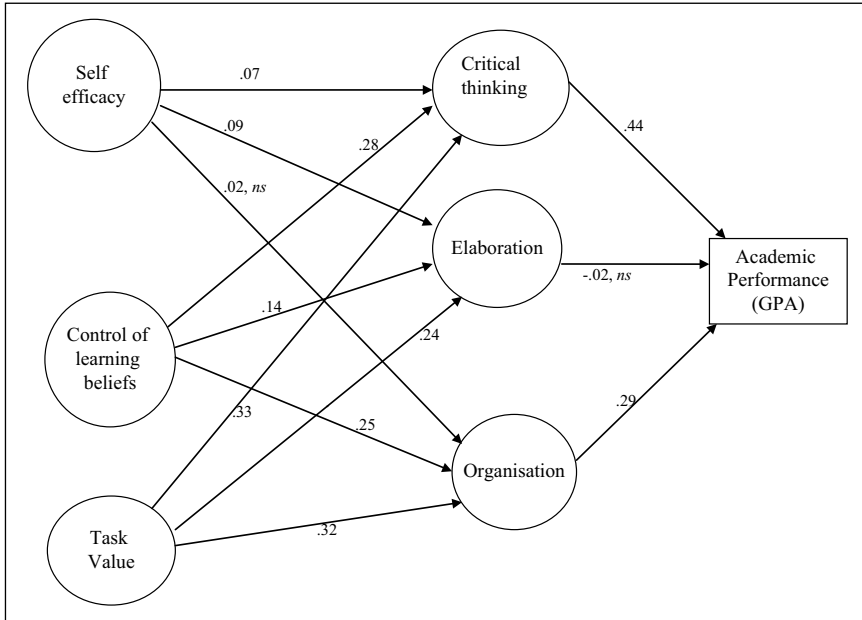 Self
efficacy
Critical
thinking
.07
.09
.28
.02, ns
.44
Elaboration
-.02, ns
Academic
Performance
(GPA)
Control of
learning
beliefs
.14
.24
.33
.25
.29
Organisation
Task
Value
.32